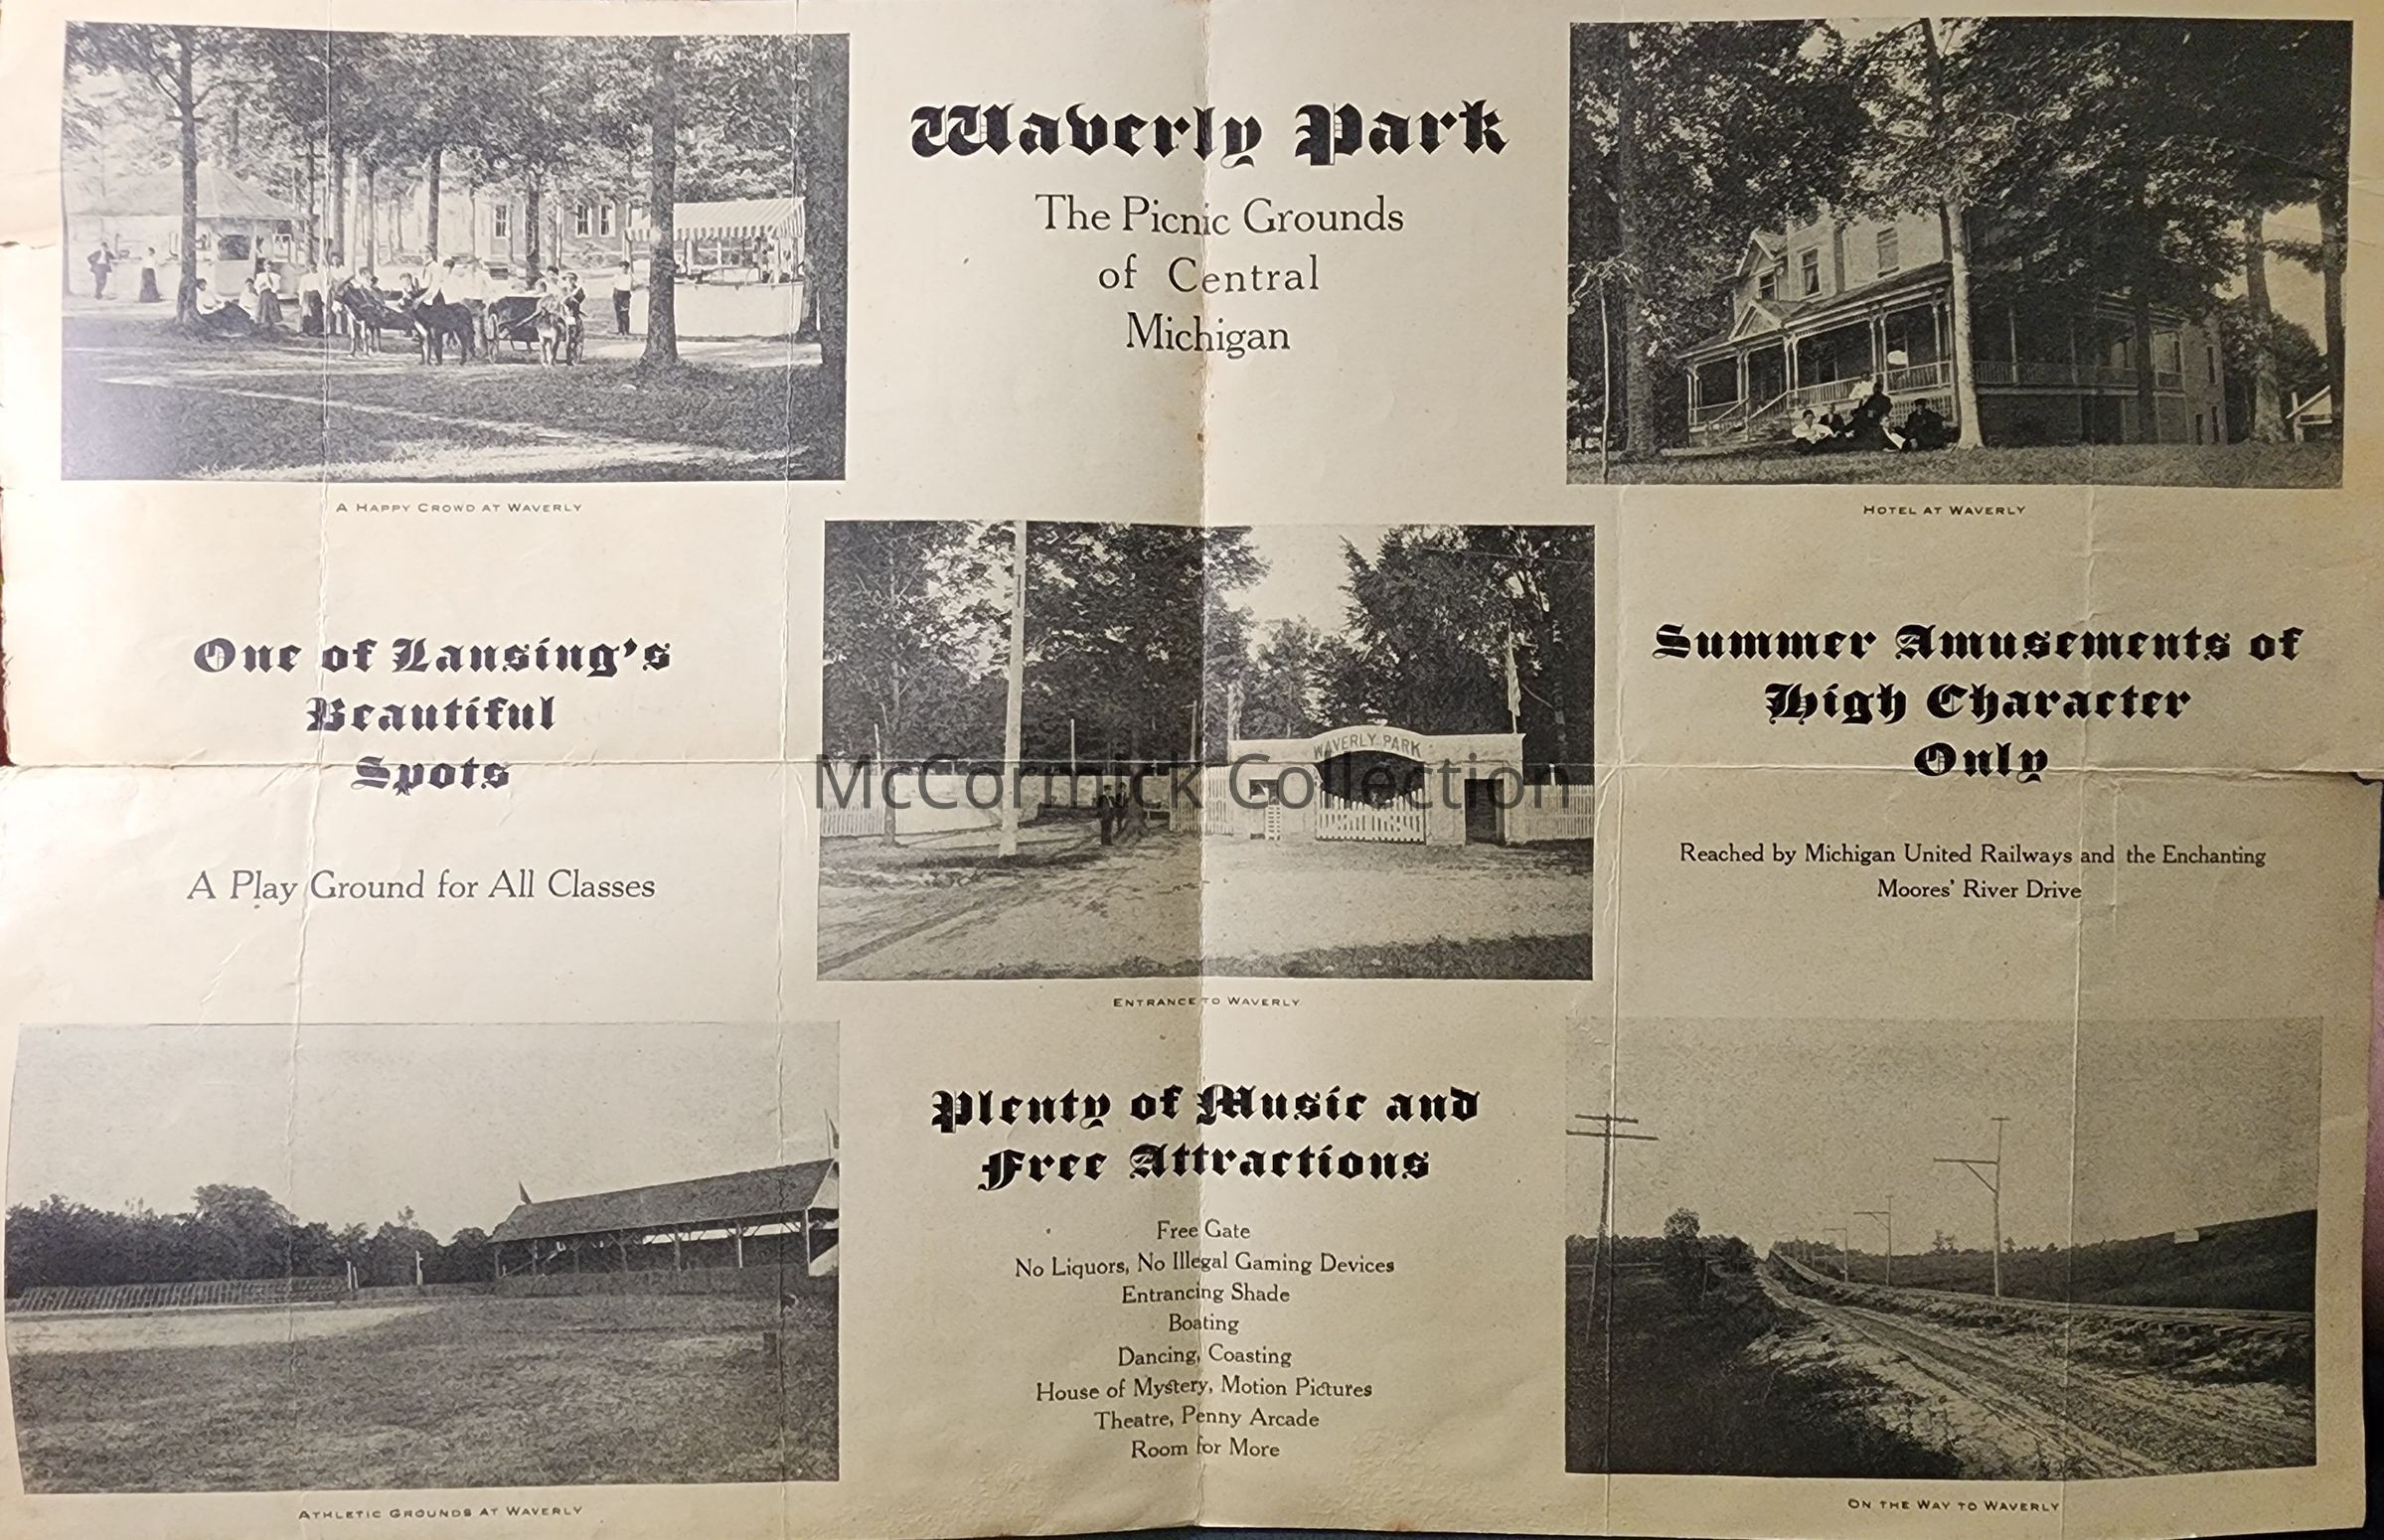 Waverly Park
The Picnic Grounds
of Central
Michigan
A HAPPY CROWD AT WAVERLY
HOTEL AT WAVERLY
One of Lansing's
Beautiful
Spots
A Play Ground for All Classes
WAVERLY PARK
McCormick Collection
ENTRANCE TO WAVERLY
Summer Amusements of
High Character
Only
Reached by Michigan United Railways and the Enchanting
Moores' River Drive
Plenty of Music and
Free Attractions
Free Gate
No Liquors, No Illegal Gaming Devices
Entrancing Shade
Boating
Dancing, Coasting
House of Mystery, Motion Pictures
Theatre, Penny Arcade
Room for More
ATHLETIC GROUNDS AT WAVERLY
ON THE WAY TO WAVERLY